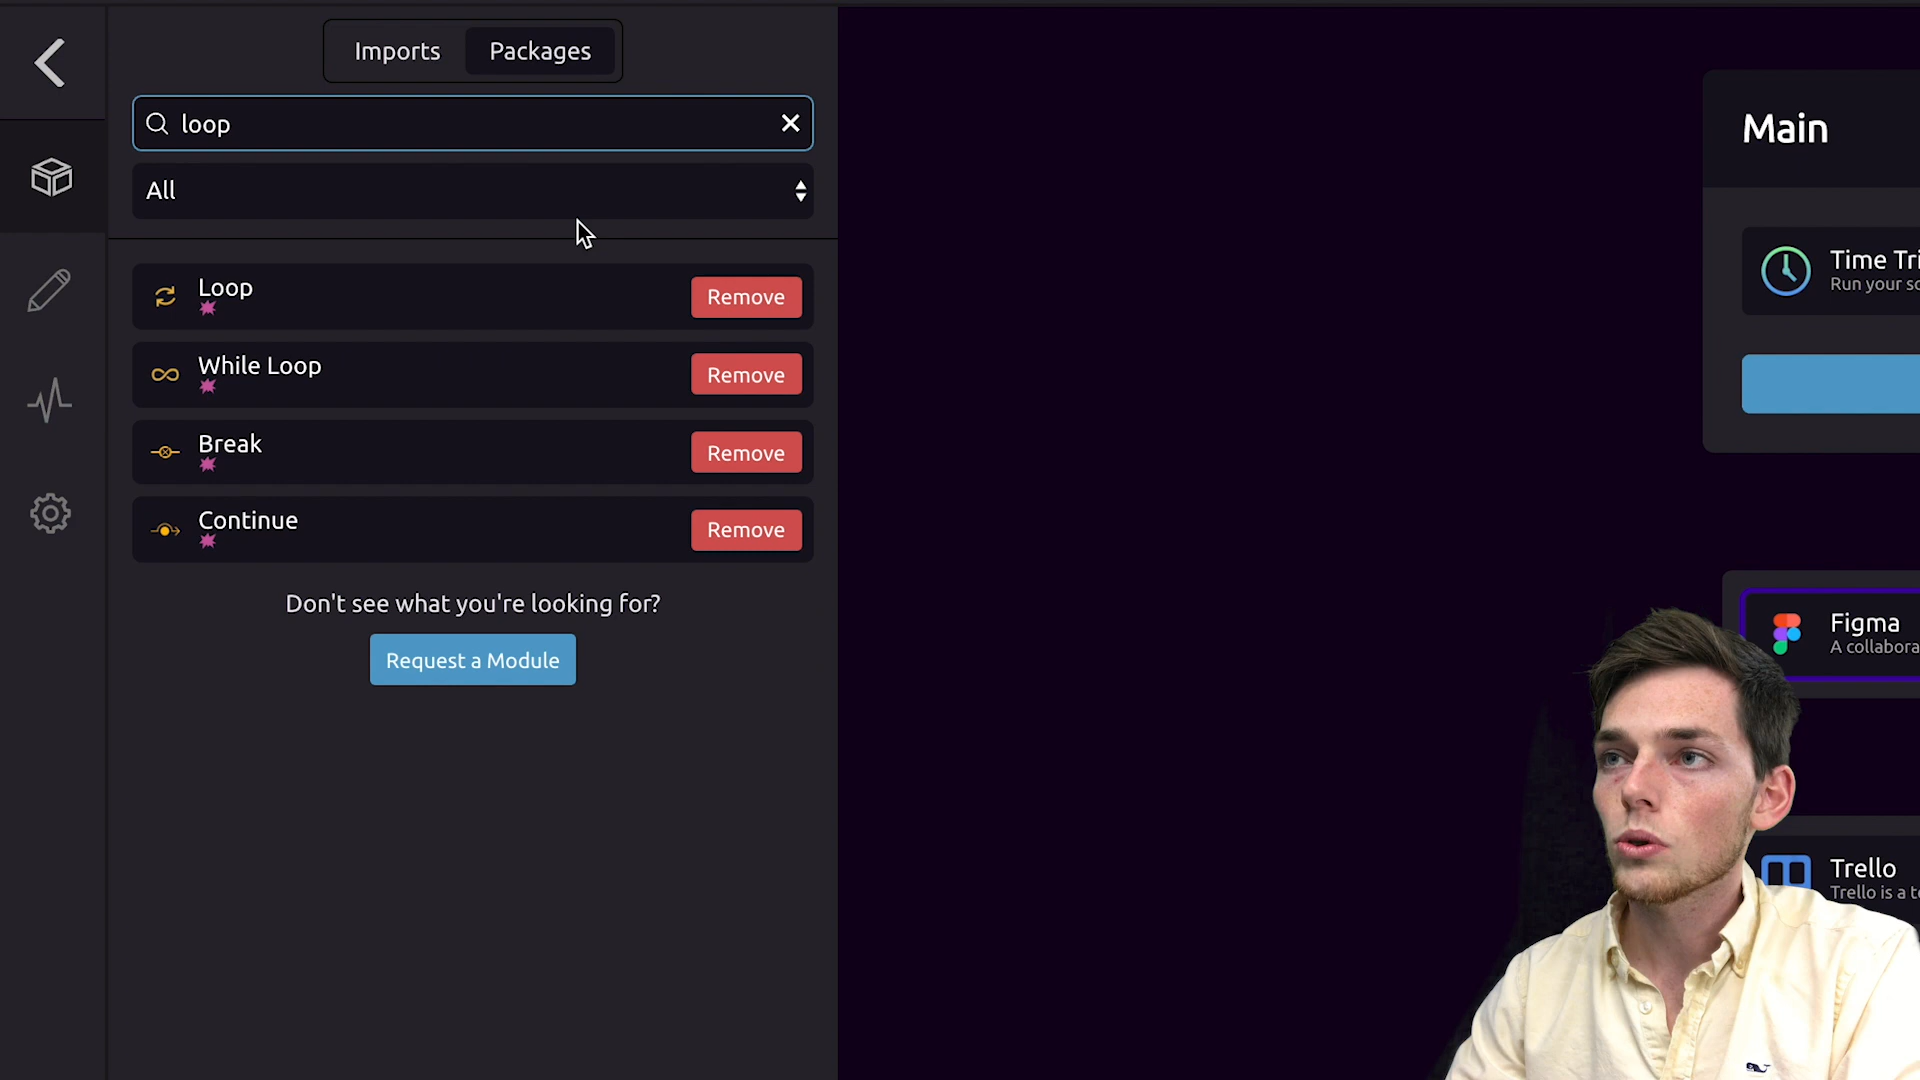 Imports
Packages
loop
All
Loop
Remove
While Loop
Remove
Break
Remove
Continue
Remove
Don't see what you're looking for?
Request a Module
Main
Time Tri
Run your sc
Figma
A collabora
Trello
Trello is a te